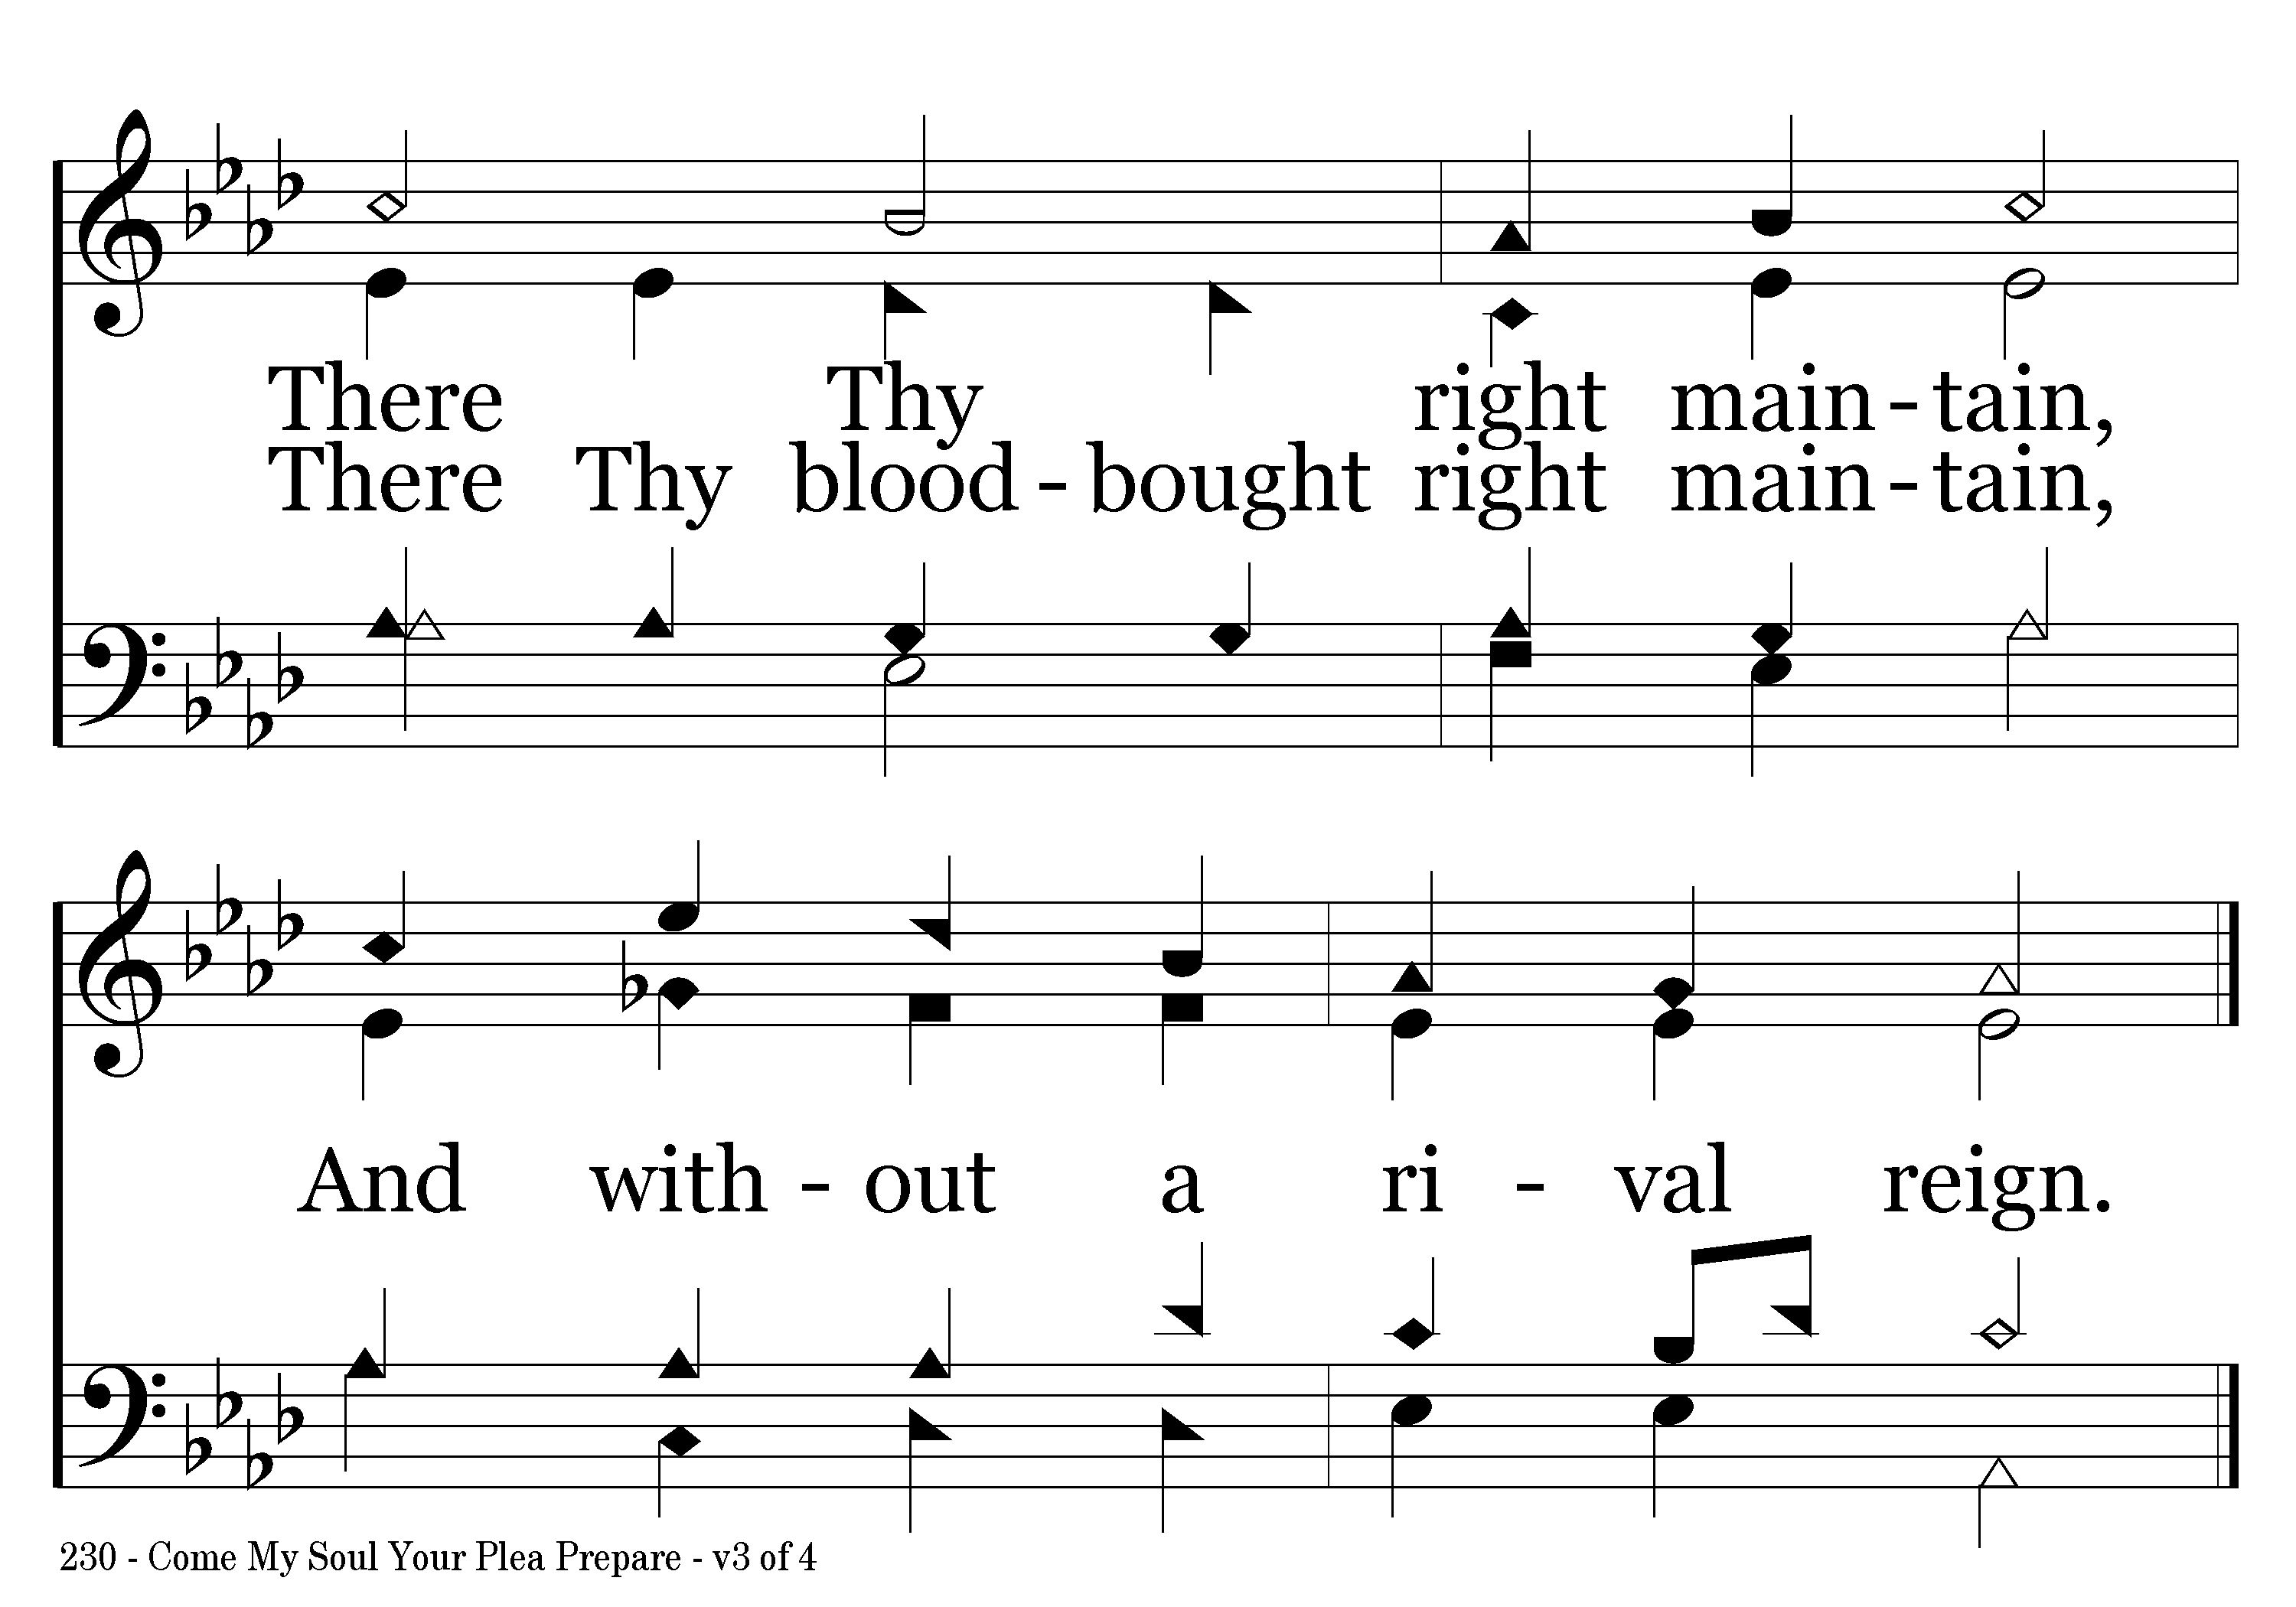 There Thy right main - tain,
There Thy blood - bought right main - tain,
And with - out a ri - val reign.
230 - Come My Soul Your Plea Prepare - v3 of 4